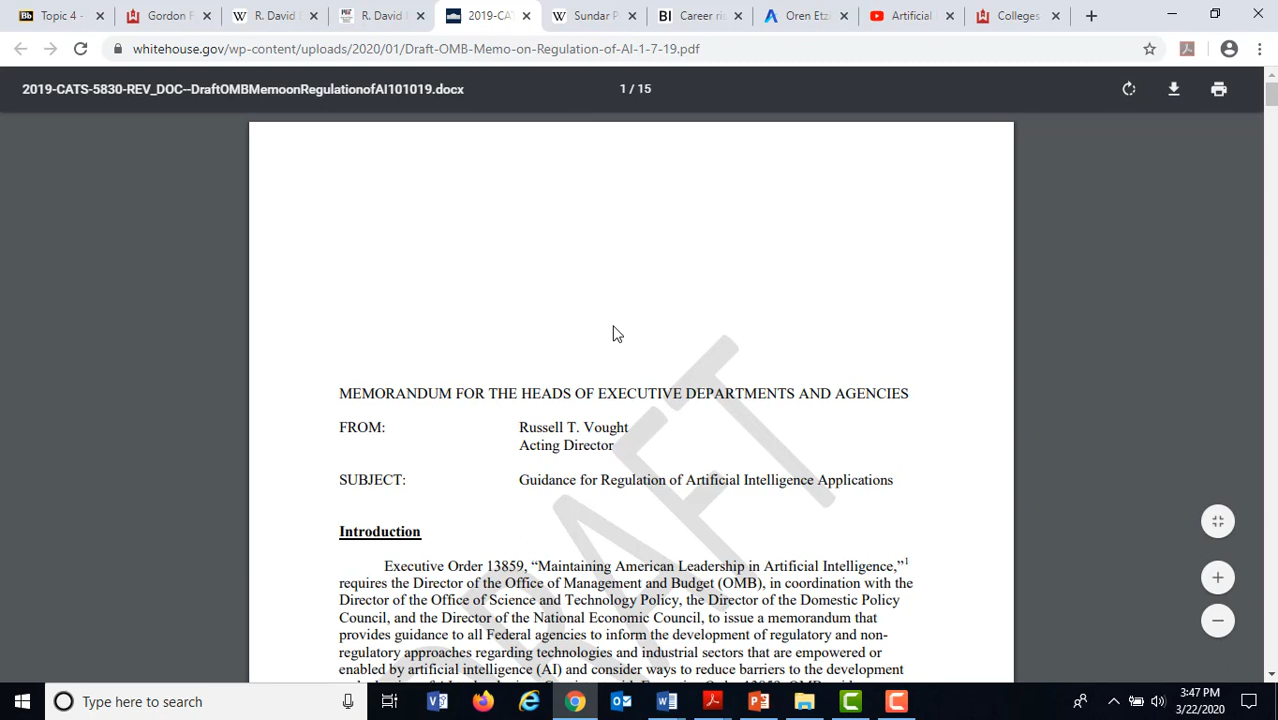 Topic 4 -
Gordon F
R. David E
R. David
2019-CAT
Sundar P
Career ris
Oren Etzi
Artificial
Colleges
whitehouse.gov/wp-content/uploads/2020/01/Draft-OMB-Memo-on-Regulation-of-AI-1-7-19.pdf
2019-CATS-5830-REV_DOC--DraftOMBMemoonRegulationofAI101019.docx
1 / 15
MEMORANDUM FOR THE HEADS OF EXECUTIVE DEPARTMENTS AND AGENCIES
FROM: Russell T. Vought
Acting Director
SUBJECT: Guidance for Regulation of Artificial Intelligence Applications
Introduction
Executive Order 13859, “Maintaining American Leadership in Artificial Intelligence,”1
requires the Director of the Office of Management and Budget (OMB), in coordination with the
Director of the Office of Science and Technology Policy, the Director of the Domestic Policy
Council, and the Director of the National Economic Council, to issue a memorandum that
provides guidance to all Federal agencies to inform the development of regulatory and non-
regulatory approaches regarding technologies and industrial sectors that are empowered or
enabled by artificial intelligence (AI) and consider ways to reduce barriers to the development
DRAFT
Type here to search
3:47 PM
3/22/2020